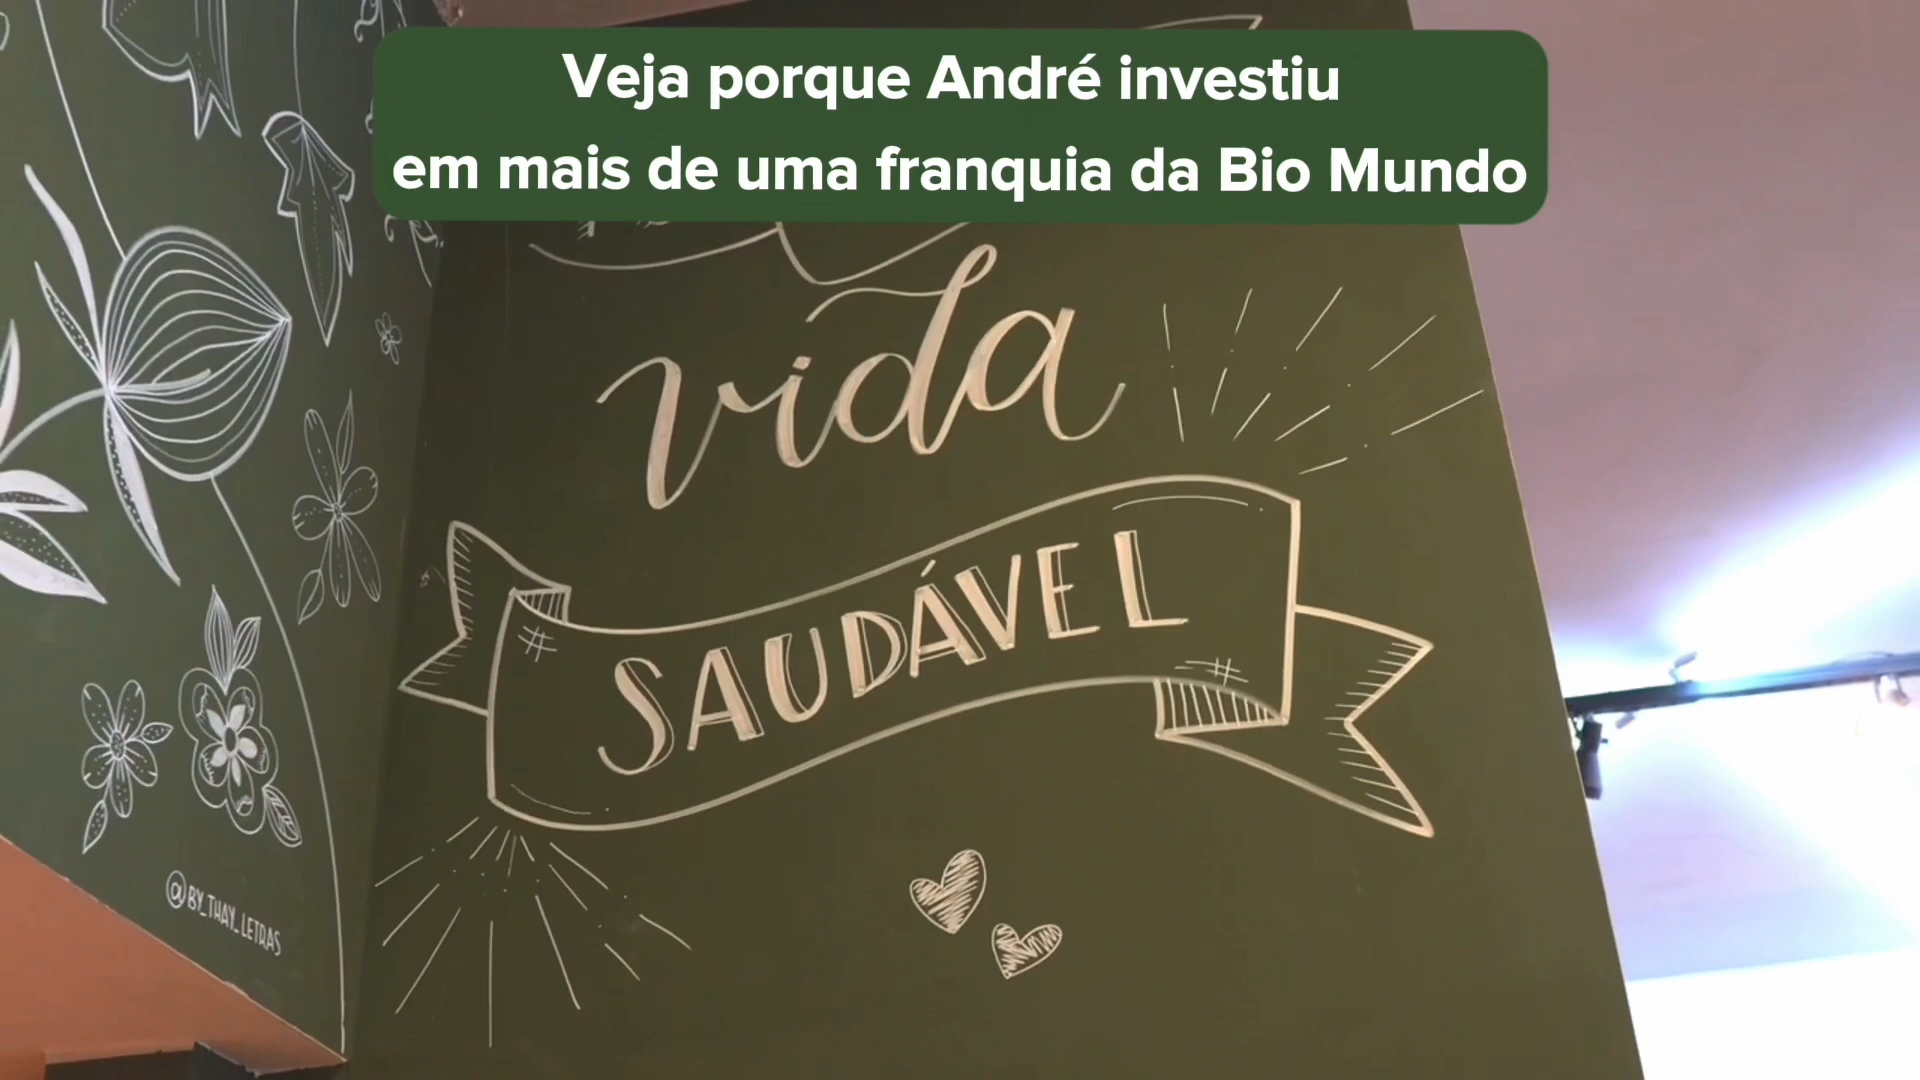 Veja porque André investiu
em mais de uma franquia da Bio Mundo
vida
SAUDÁVEL
@BY_THAY_LETRAS